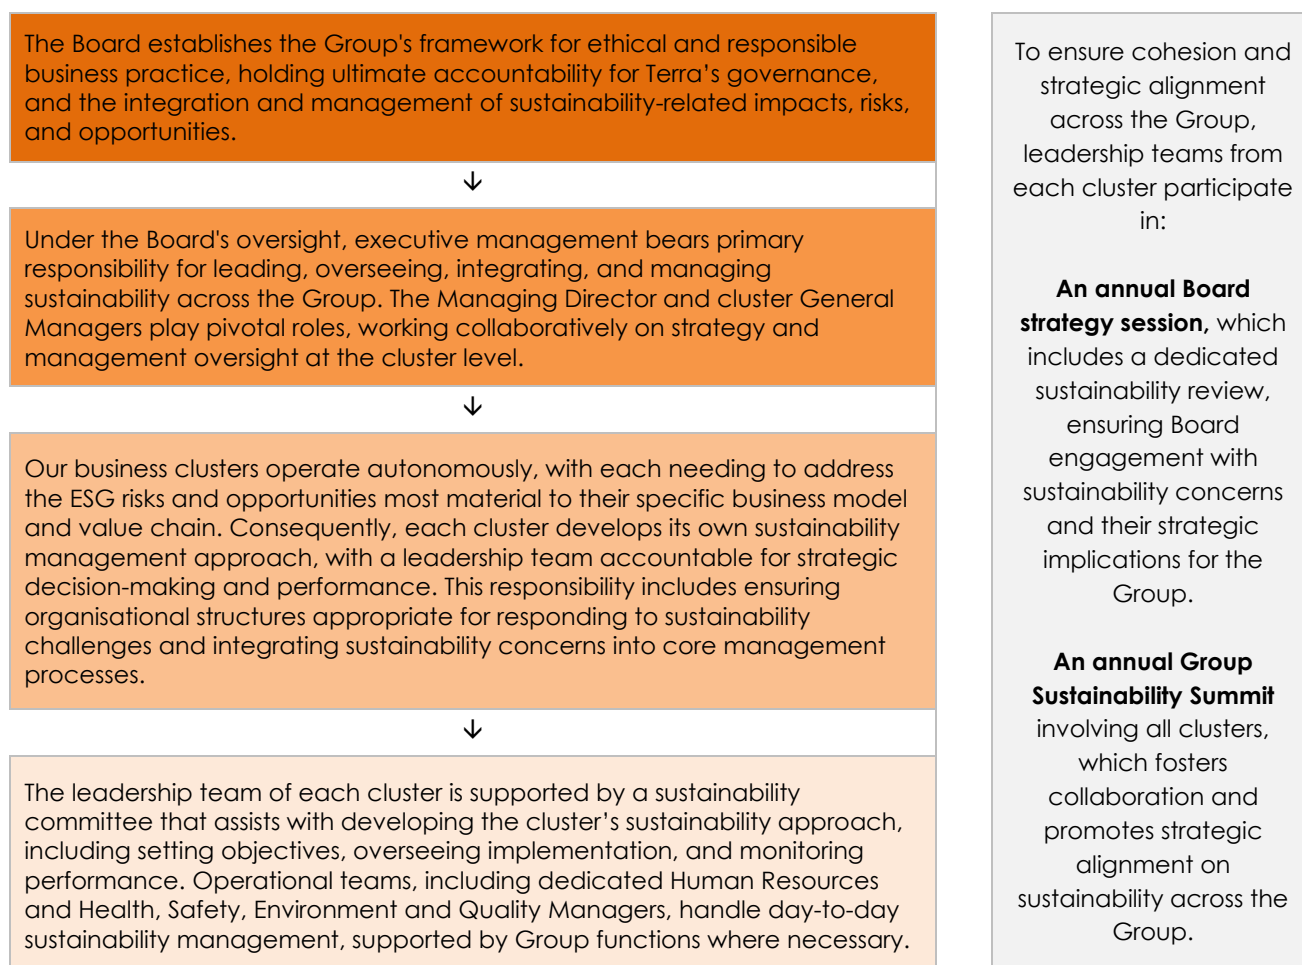 The Board establishes the Group's framework for ethical and responsible
business practice, holding ultimate accountability for Terra’s governance,
and the integration and management of sustainability-related impacts, risks,
and opportunities.
↓
Under the Board's oversight, executive management bears primary
responsibility for leading, overseeing, integrating, and managing
sustainability across the Group. The Managing Director and cluster General
Managers play pivotal roles, working collaboratively on strategy and
management oversight at the cluster level.
↓
Our business clusters operate autonomously, with each needing to address
the ESG risks and opportunities most material to their specific business model
and value chain. Consequently, each cluster develops its own sustainability
management approach, with a leadership team accountable for strategic
decision-making and performance. This responsibility includes ensuring
organisational structures appropriate for responding to sustainability
challenges and integrating sustainability concerns into core management
processes.
↓
The leadership team of each cluster is supported by a sustainability
committee that assists with developing the cluster’s sustainability approach,
including setting objectives, overseeing implementation, and monitoring
performance. Operational teams, including dedicated Human Resources
and Health, Safety, Environment and Quality Managers, handle day-to-day
sustainability management, supported by Group functions where necessary.
To ensure cohesion and
strategic alignment
across the Group,
leadership teams from
each cluster participate
in:
An annual Board
strategy session, which
includes a dedicated
sustainability review,
ensuring Board
engagement with
sustainability concerns
and their strategic
implications for the
Group.
An annual Group
Sustainability Summit
involving all clusters,
which fosters
collaboration and
promotes strategic
alignment on
sustainability across the
Group.